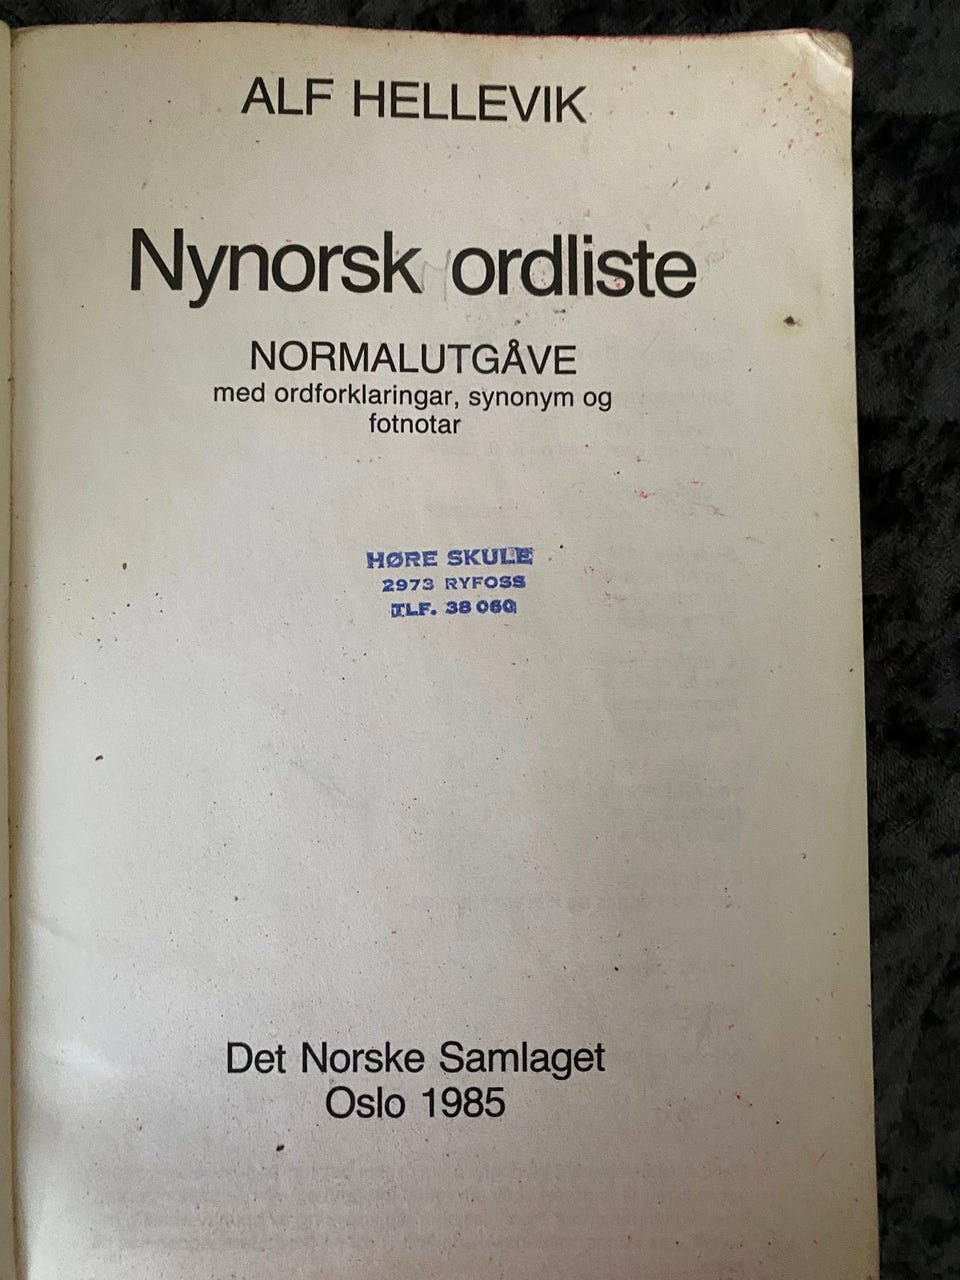 ALF HELLEVIK
Nynorsk ordliste
NORMALUTGÅVE
med ordforklaringar, synonym og
fotnotar
HØRE SKULE
2973 RYFOSS
TLF. 38 060
Det Norske Samlaget
Oslo 1985